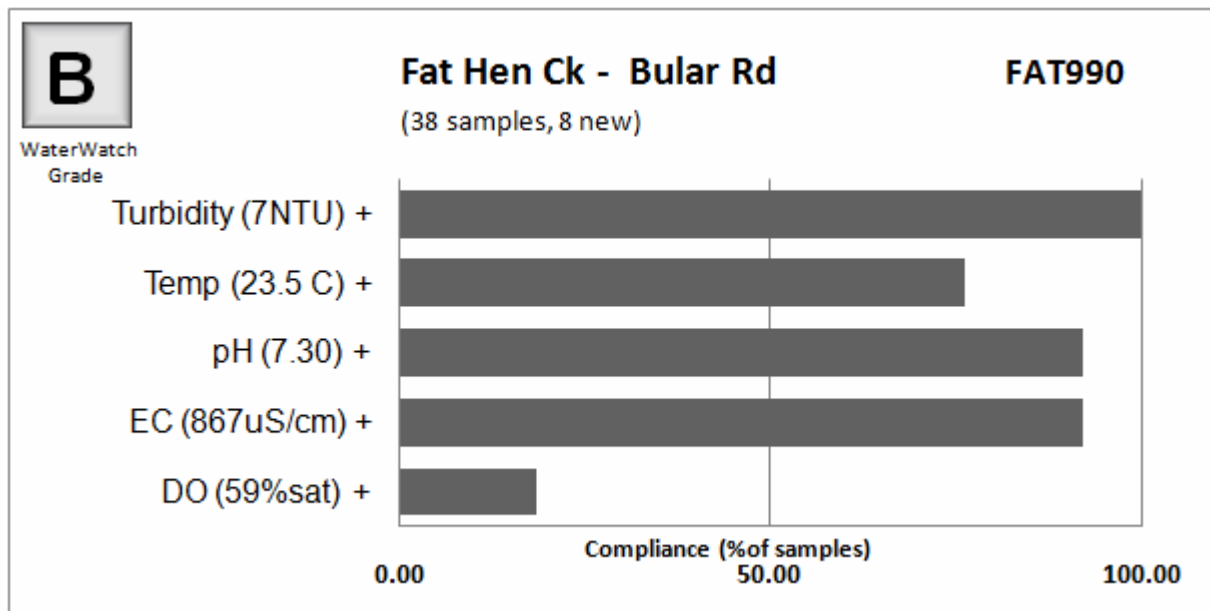 B
WaterWatch
Grade
Fat Hen Ck - Bular Rd FAT990
(38 samples, 8 new)
Turbidity (7NTU) +
Temp (23.5 C) +
pH (7.30) +
EC (867uS/cm) +
DO (59%sat) +
Compliance (%of samples)
0.00 50.00 100.00